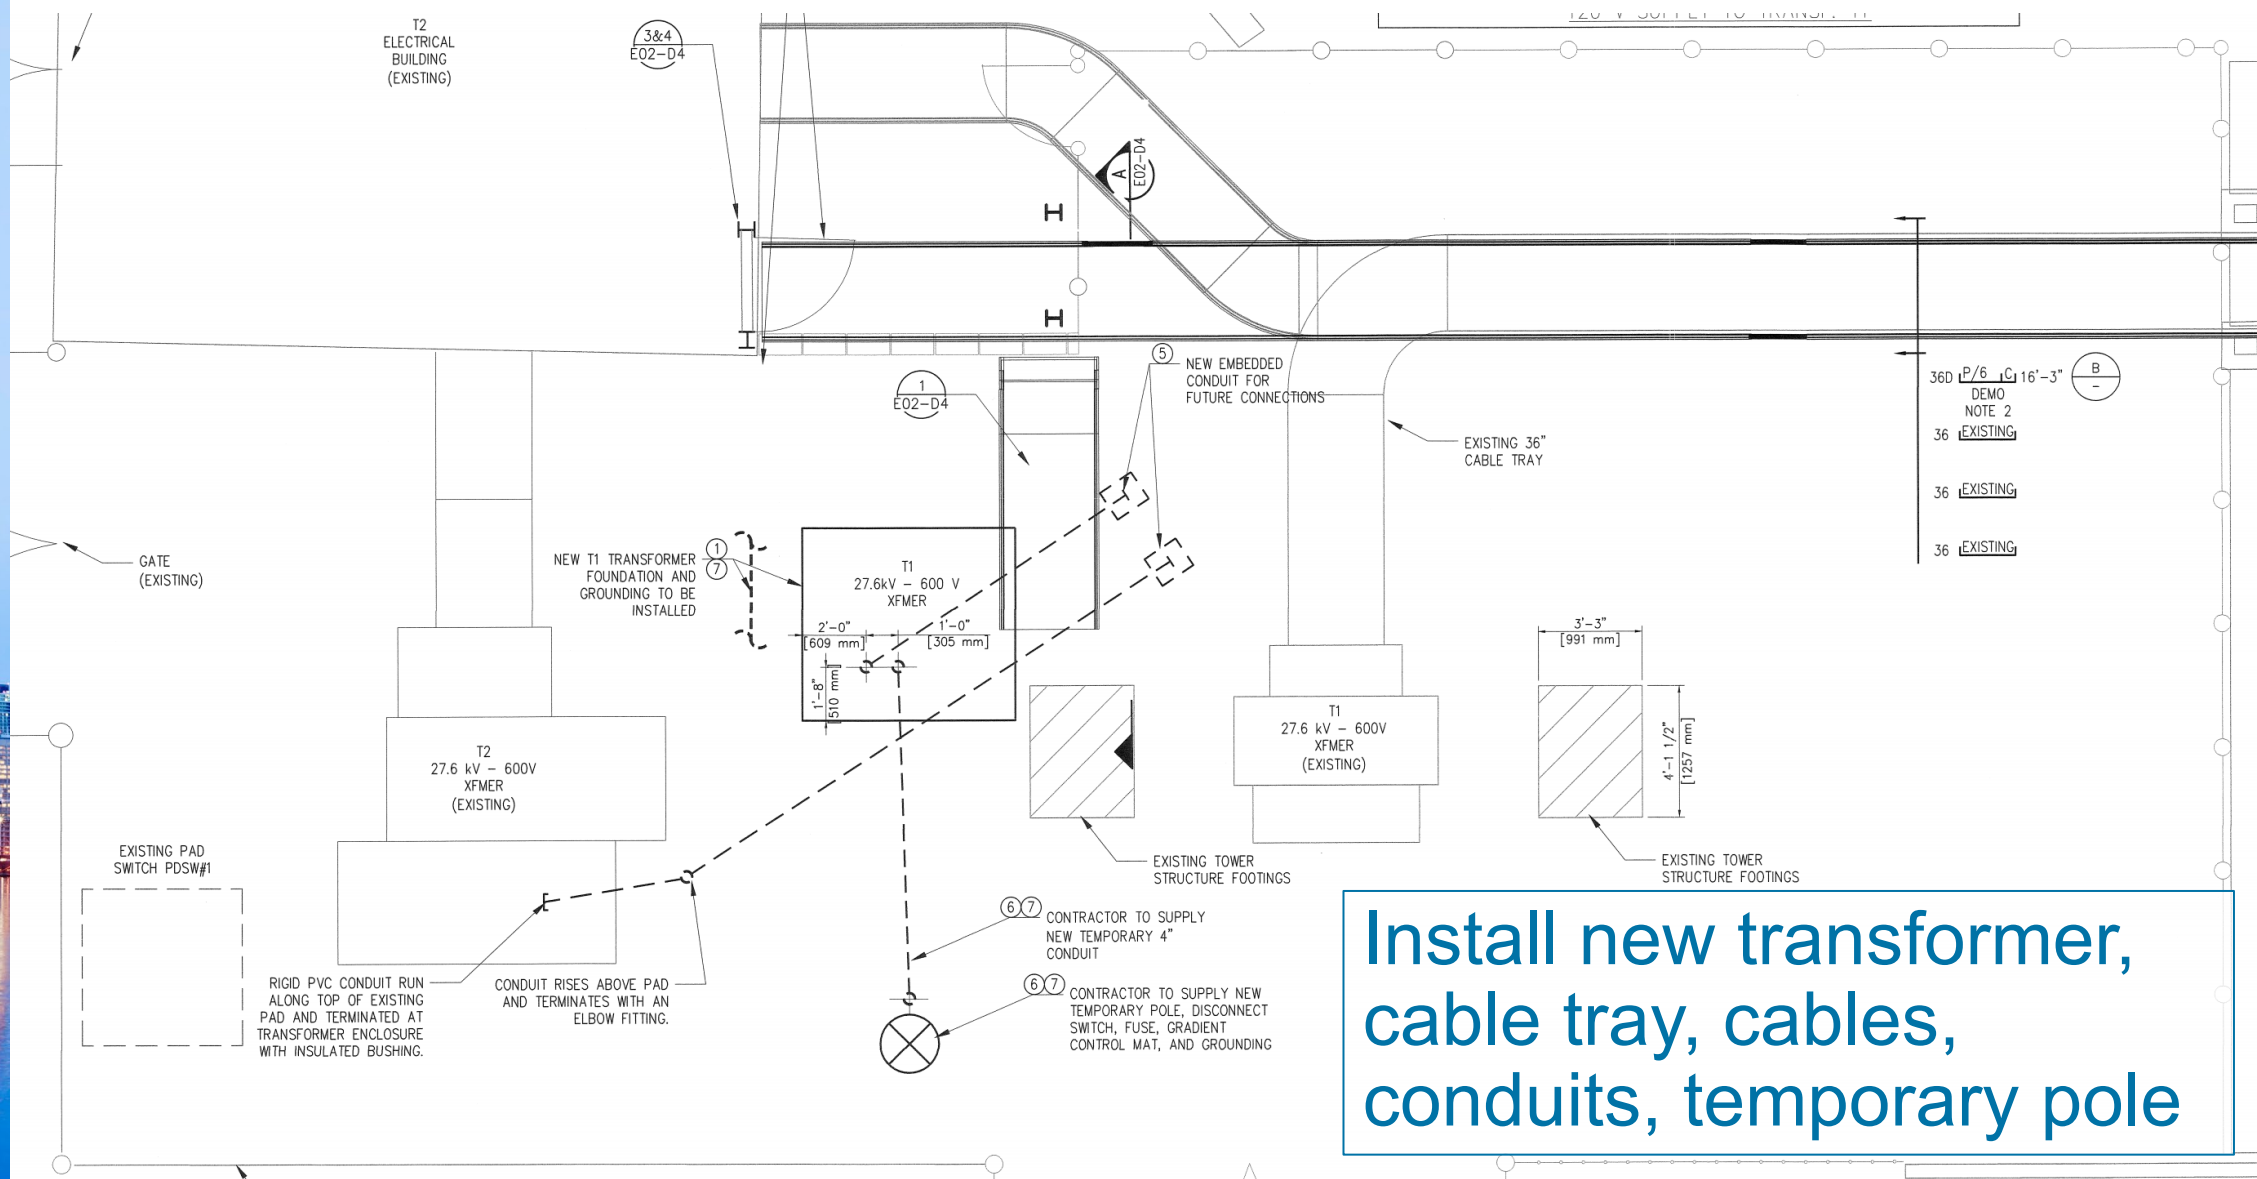 120 V SUPPLY TO TRANSF. T1
T2
ELECTRICAL
BUILDING
(EXISTING)
3&4
E02-D4
A
E02-D4
5
NEW EMBEDDED
CONDUIT FOR
FUTURE CONNECTIONS
1
E02-D4
36D P/6 C 16'-3"
B
-
DEMO
NOTE 2
36 EXISTING
36 EXISTING
36 EXISTING
EXISTING 36"
CABLE TRAY
GATE
(EXISTING)
NEW T1 TRANSFORMER
FOUNDATION AND
GROUNDING TO BE
INSTALLED
1
7
T1
27.6kV - 600 V
XFMER
2'-0"
[609 mm]
1'-0"
[305 mm]
1'-8"
[510 mm]
3'-3"
[991 mm]
4'-1 1/2"
[1257 mm]
T2
27.6 kV - 600V
XFMER
(EXISTING)
T1
27.6 kV - 600V
XFMER
(EXISTING)
EXISTING PAD
SWITCH PDSW#1
EXISTING TOWER
STRUCTURE FOOTINGS
EXISTING TOWER
STRUCTURE FOOTINGS
6 7
CONTRACTOR TO SUPPLY
NEW TEMPORARY 4"
CONDUIT
RIGID PVC CONDUIT RUN
ALONG TOP OF EXISTING
PAD AND TERMINATED AT
TRANSFORMER ENCLOSURE
WITH INSULATED BUSHING.
CONDUIT RISES ABOVE PAD
AND TERMINATES WITH AN
ELBOW FITTING.
6 7
CONTRACTOR TO SUPPLY NEW
TEMPORARY POLE, DISCONNECT
SWITCH, FUSE, GRADIENT
CONTROL MAT, AND GROUNDING
Install new transformer,
cable tray, cables,
conduits, temporary pole